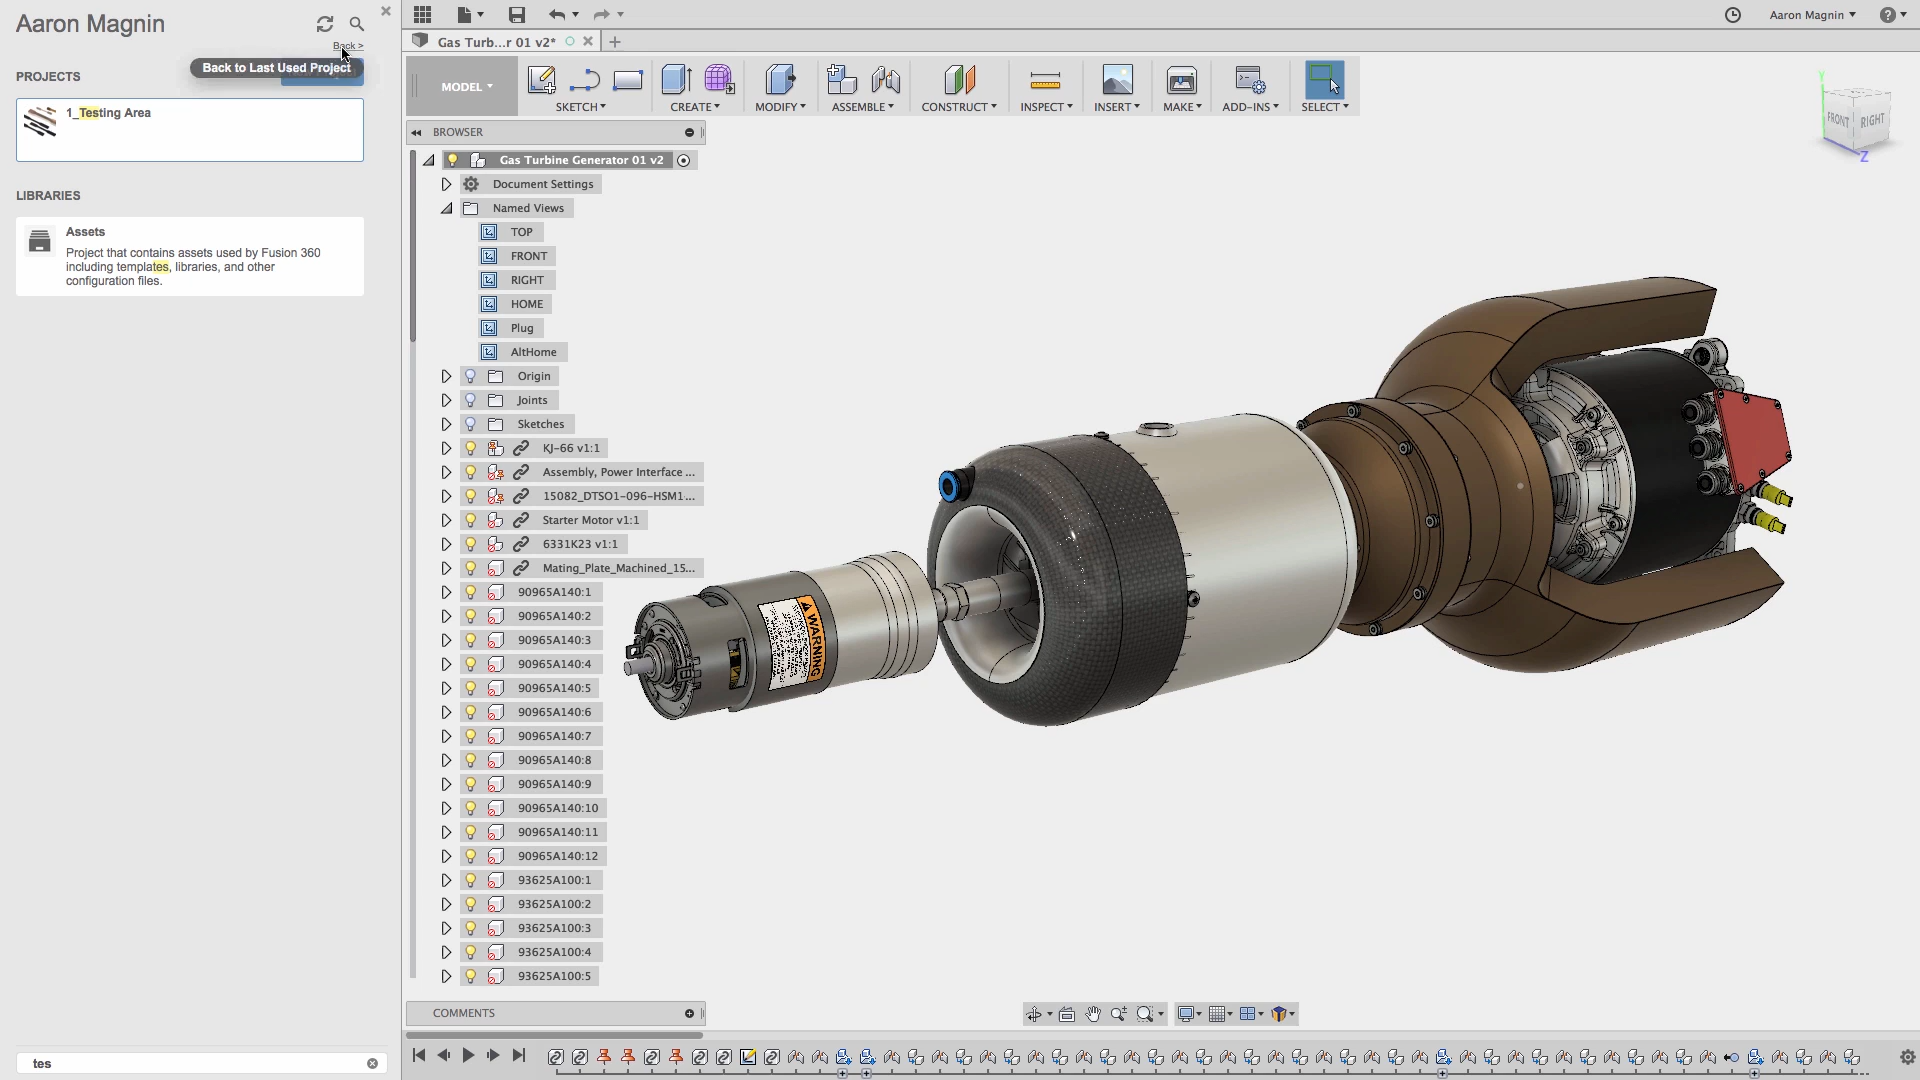 Aaron Magnin
Back >
Back to Last Used Project
PROJECTS
1_Testing Area
LIBRARIES
Assets
Project that contains assets used by Fusion 360
including templates, libraries, and other
configuration files.
tes
Aaron Magnin
Gas Turb...r 01 v2*
MODEL
SKETCH
CREATE
MODIFY
ASSEMBLE
CONSTRUCT
INSPECT
INSERT
MAKE
ADD-INS
SELECT
BROWSER
Gas Turbine Generator 01 v2
Document Settings
Named Views
TOP
FRONT
RIGHT
HOME
Plug
AltHome
Origin
Joints
Sketches
KJ-66 v1:1
Assembly, Power Interface ...
15082_DTSO1-096-HSM1...
Starter Motor v1:1
6331K23 v1:1
Mating_Plate_Machined_15...
90965A140:1
90965A140:2
90965A140:3
90965A140:4
90965A140:5
90965A140:6
90965A140:7
90965A140:8
90965A140:9
90965A140:10
90965A140:11
90965A140:12
93625A100:1
93625A100:2
93625A100:3
93625A100:4
93625A100:5
COMMENTS
WARNING
Y
FRONT
RIGHT
Z